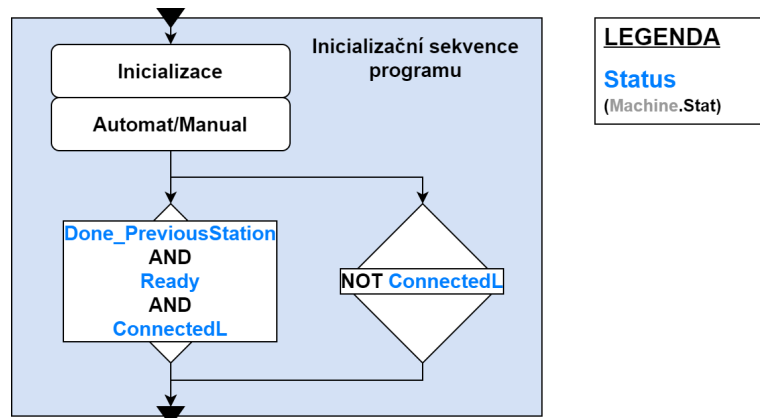 Inicializační sekvence
programu
Inicializace
Automat/Manual
Done_PreviousStation
AND
Ready
AND
ConnectedL
NOT ConnectedL
LEGENDA
Status
(Machine.Stat)